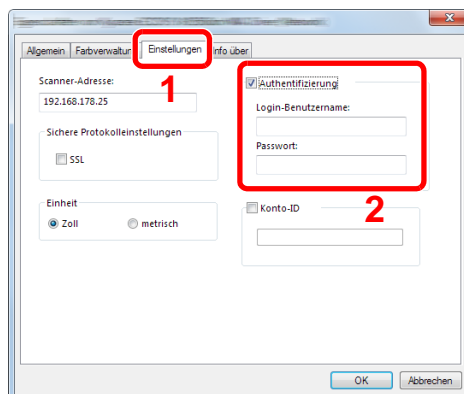 Allgemein Farbverwaltun Einstellungen Info über
1
Scanner-Adresse:
192.168.178.25
Sichere Protokolleinstellungen
SSL
Einheit
Zoll metrisch
Authentifizierung
Login-Benutzername:
Passwort:
2
Konto-ID
OK Abbrechen